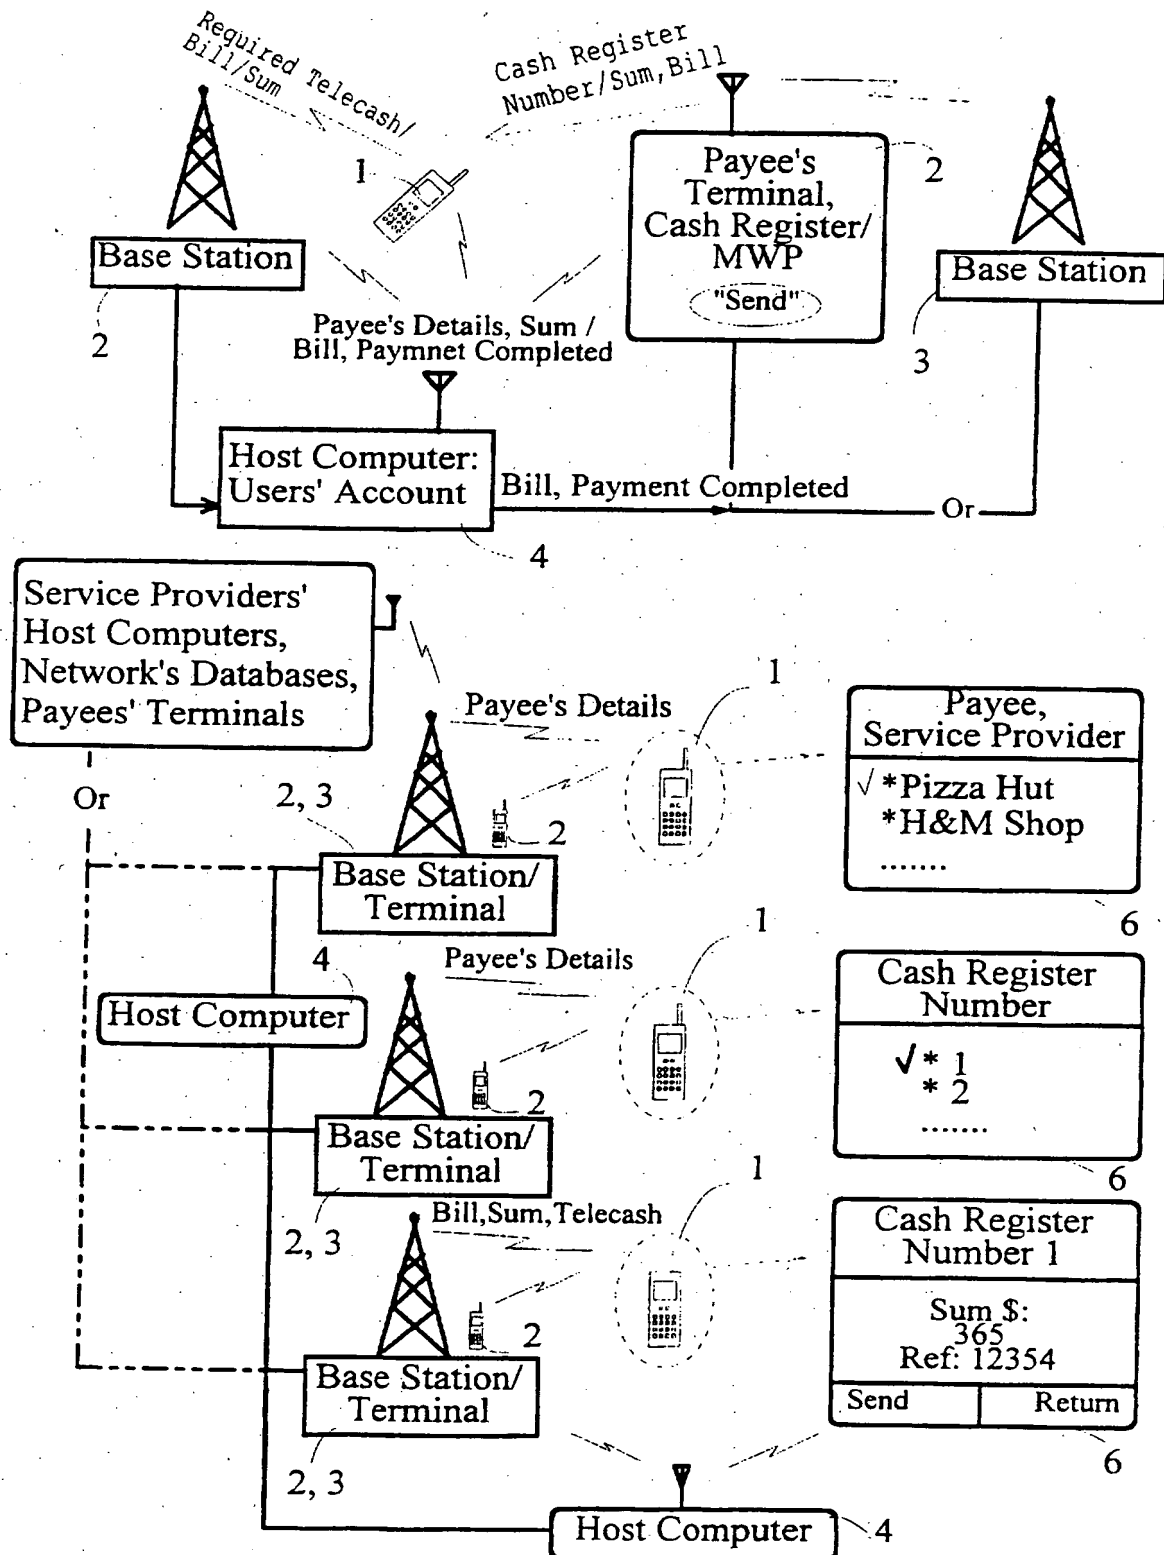 Required Telecash/
Bill/Sum
Cash Register
Number/Sum,Bill
1
Payee's
Terminal,
Cash Register/
MWP
"Send"
2
Base Station
2
Base Station
3
Payee's Details, Sum /
Bill, Paymnet Completed
Host Computer:
Users' Account
4
Bill, Payment Completed
Or
Service Providers'
Host Computers,
Network's Databases,
Payees' Terminals
Or
Payee's Details
1
2, 3
2
Base Station/
Terminal
Payee,
Service Provider
√ *Pizza Hut
*H&M Shop
.......
6
4
Host Computer
Payee's Details
1
2
Base Station/
Terminal
2, 3
Cash Register
Number
√ * 1
* 2
.......
6
Bill,Sum,Telecash
1
2
Base Station/
Terminal
2, 3
Cash Register
Number 1
Sum $:
365
Ref: 12354
Send
Return
6
Host Computer
4